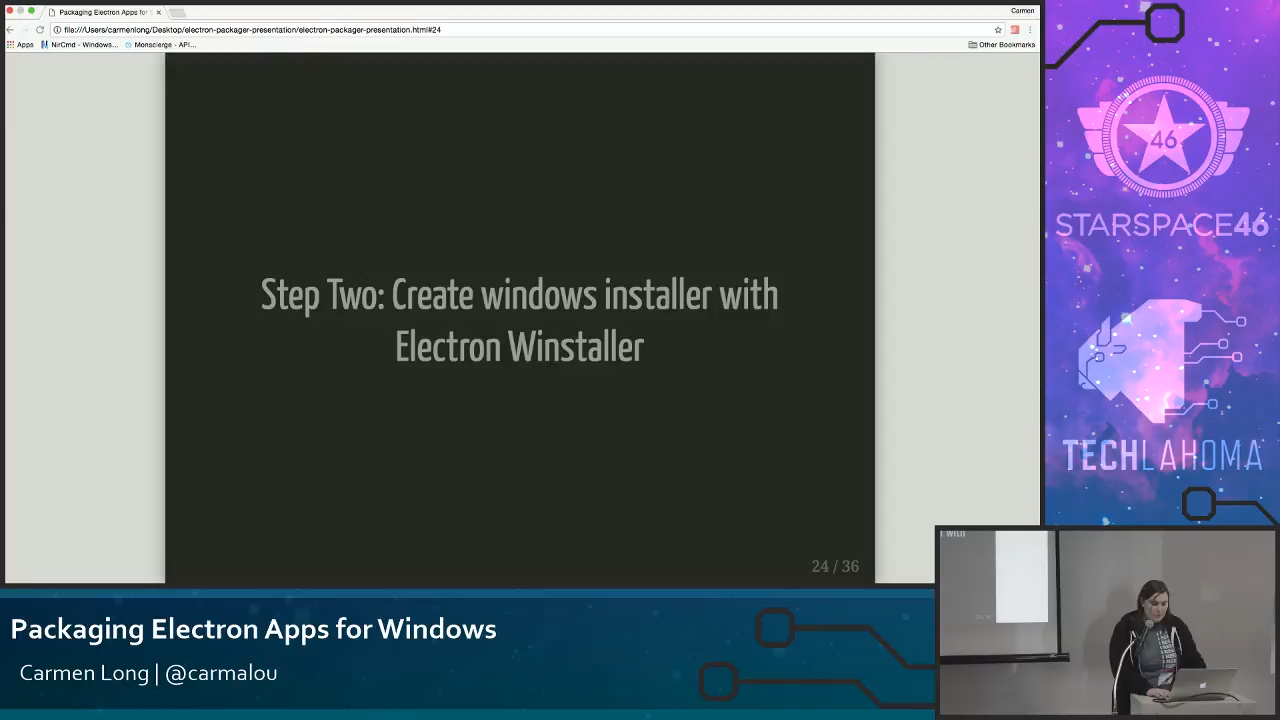 Packaging Electron Apps for
Carmen
file:///Users/carmenlong/Desktop/electron-packager-presentation/electron-packager-presentation.html#24
Apps
NirCmd - Windows...
Monscierge - API...
Other Bookmarks
Step Two: Create windows installer with
Electron Winstaller
24 / 36
46
STARSPACE46
TECHLAHOMA
WITH
Packaging Electron Apps for Windows
Carmen Long | @carmalou